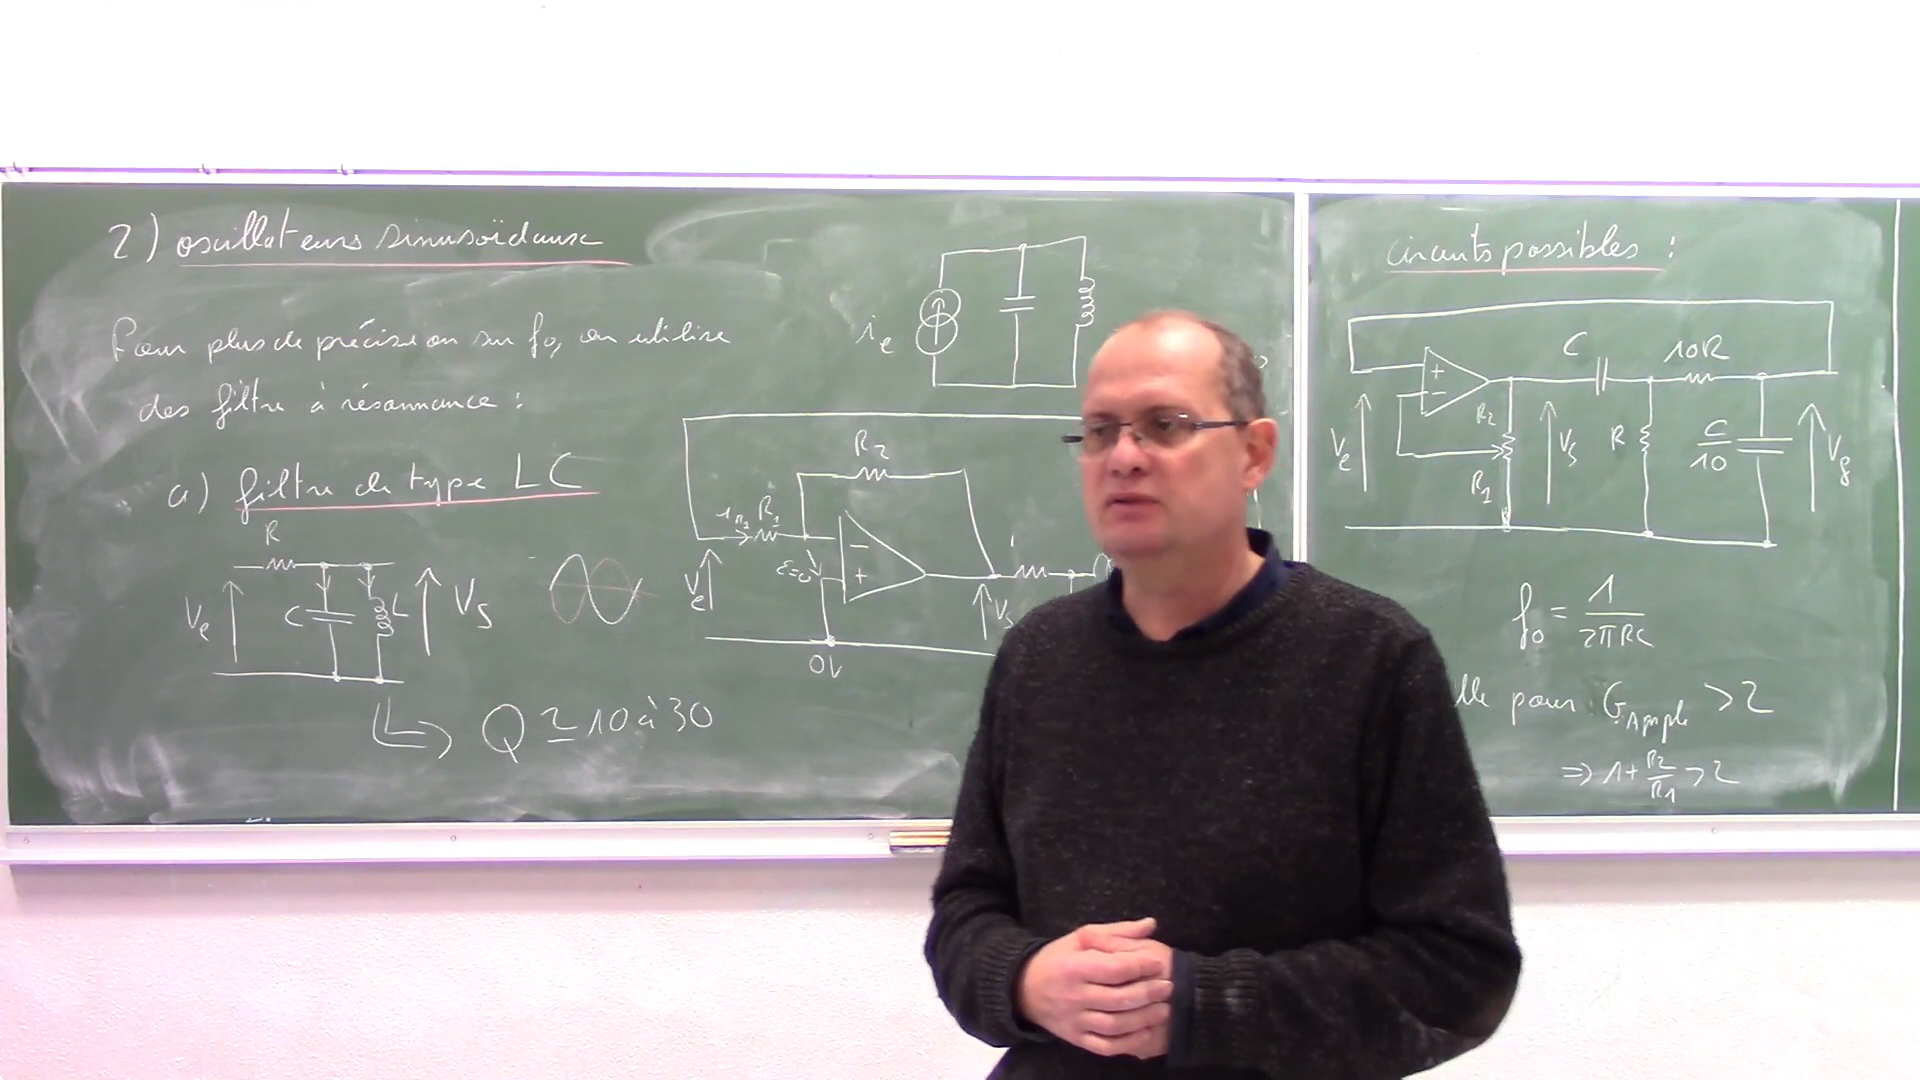 2) oscillateurs sinusoïdaux
Pour plus de précision sur f0, on utilise
des filtre à résonnance :
a) filtre de type LC
R
Ve
C
L
Vs
Q ≃ 10 à 30
ie
R2
R1
ε=0
−
+
Ve
Vs
0V
circuits possibles :
C
10R
+
−
R2
R1
Ve
Vs
R
C/10
f0 = 1/2πRC
pour GAmpli > 2
⇒ 1+R2/R1 > 2